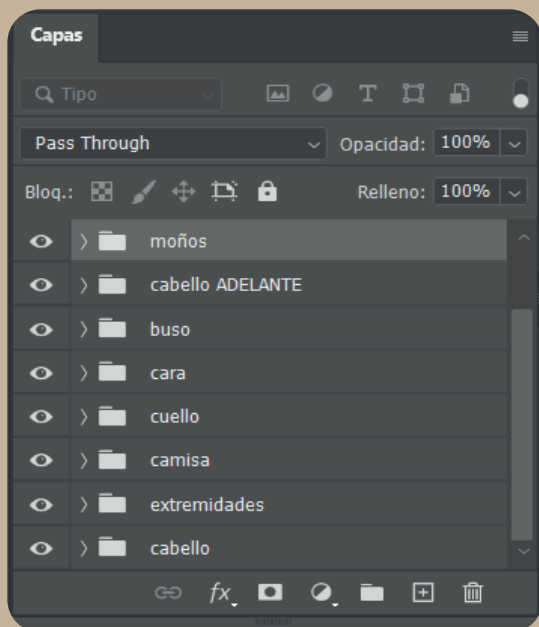 Capas
Tipo
Pass Through Opacidad: 100%
Bloq.: Relleno: 100%
moños
cabello ADELANTE
buso
cara
cuello
camisa
extremidades
cabello
fx